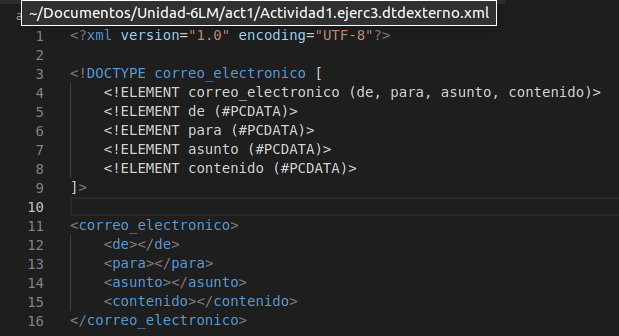 ~/Documentos/Unidad-6LM/act1/Actividad1.ejerc3.dtdexterno.xml
1 <?xml version="1.0" encoding="UTF-8"?>
2
3 <!DOCTYPE correo_electronico [
4     <!ELEMENT correo_electronico (de, para, asunto, contenido)>
5     <!ELEMENT de (#PCDATA)>
6     <!ELEMENT para (#PCDATA)>
7     <!ELEMENT asunto (#PCDATA)>
8     <!ELEMENT contenido (#PCDATA)>
9 ]>
10
11 <correo_electronico>
12     <de></de>
13     <para></para>
14     <asunto></asunto>
15     <contenido></contenido>
16 </correo_electronico>